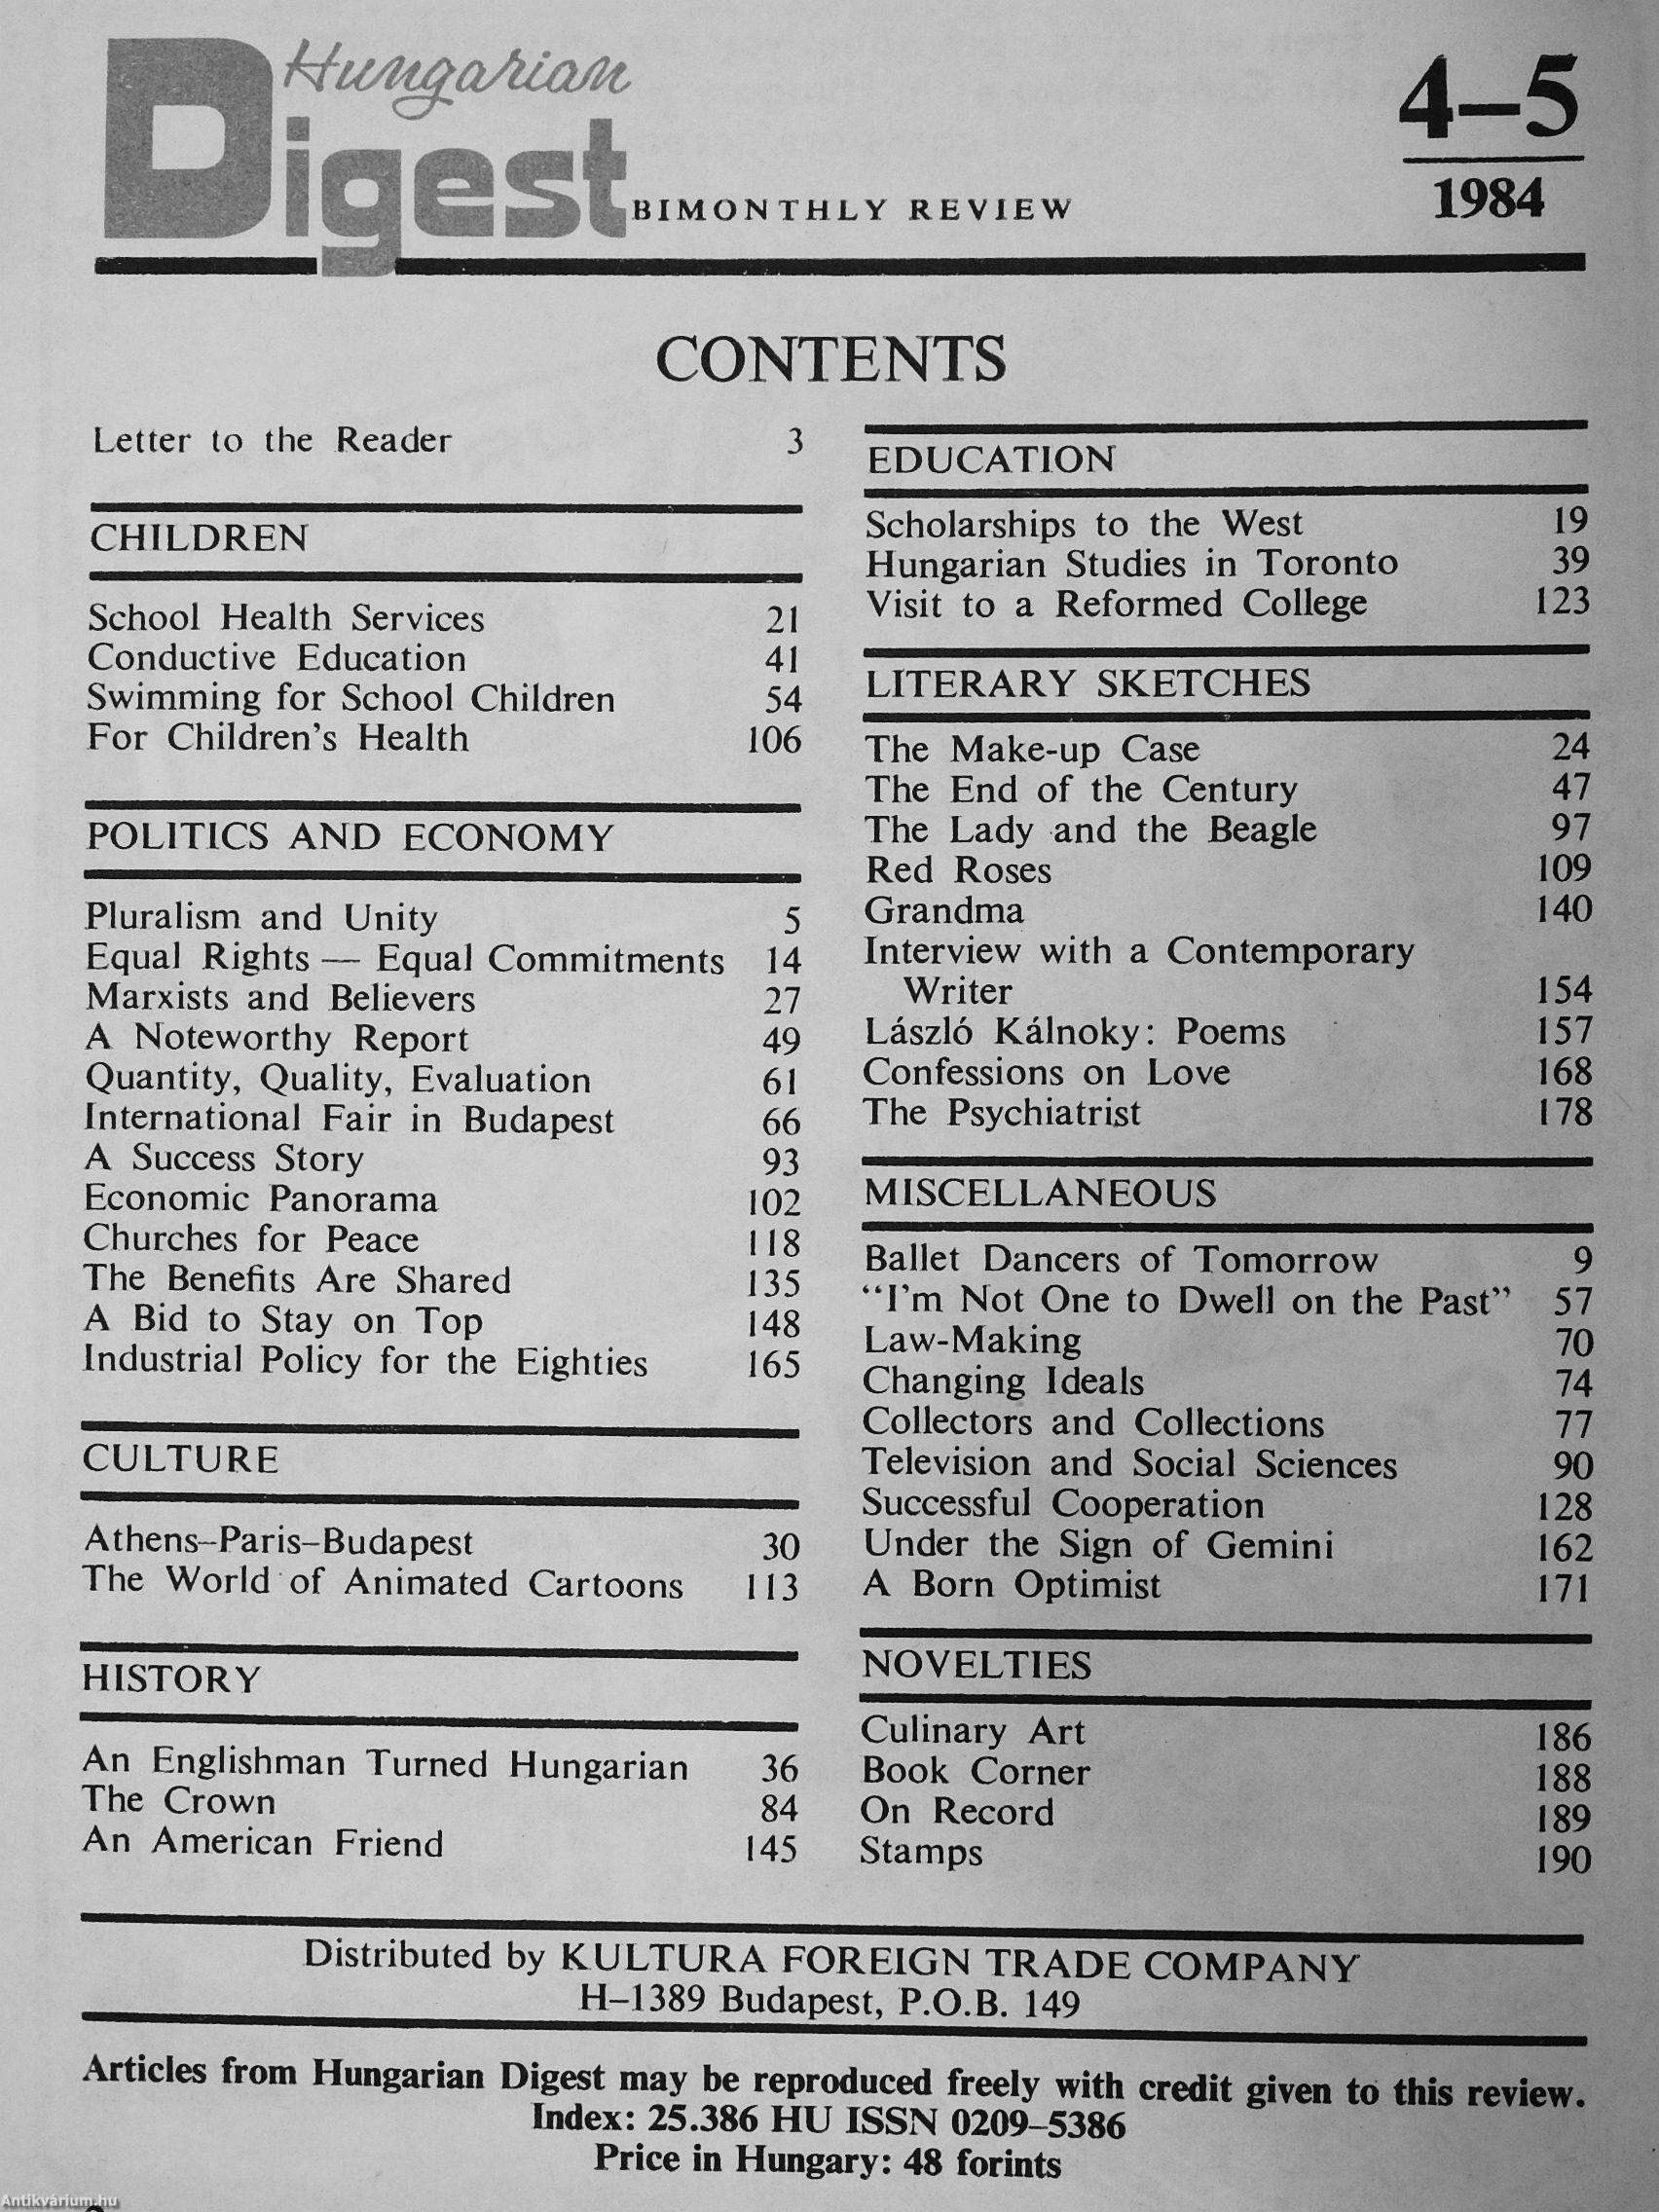 Hungarian
Digest
BIMONTHLY REVIEW
4–5
1984
CONTENTS
Letter to the Reader 3
CHILDREN
School Health Services 21
Conductive Education 41
Swimming for School Children 54
For Children's Health 106
POLITICS AND ECONOMY
Pluralism and Unity 5
Equal Rights — Equal Commitments 14
Marxists and Believers 27
A Noteworthy Report 49
Quantity, Quality, Evaluation 61
International Fair in Budapest 66
A Success Story 93
Economic Panorama 102
Churches for Peace 118
The Benefits Are Shared 135
A Bid to Stay on Top 148
Industrial Policy for the Eighties 165
CULTURE
Athens–Paris–Budapest 30
The World of Animated Cartoons 113
HISTORY
An Englishman Turned Hungarian 36
The Crown 84
An American Friend 145
EDUCATION
Scholarships to the West 19
Hungarian Studies in Toronto 39
Visit to a Reformed College 123
LITERARY SKETCHES
The Make-up Case 24
The End of the Century 47
The Lady and the Beagle 97
Red Roses 109
Grandma 140
Interview with a Contemporary
Writer 154
László Kálnoky: Poems 157
Confessions on Love 168
The Psychiatrist 178
MISCELLANEOUS
Ballet Dancers of Tomorrow 9
“I'm Not One to Dwell on the Past” 57
Law-Making 70
Changing Ideals 74
Collectors and Collections 77
Television and Social Sciences 90
Successful Cooperation 128
Under the Sign of Gemini 162
A Born Optimist 171
NOVELTIES
Culinary Art 186
Book Corner 188
On Record 189
Stamps 190
Distributed by KULTURA FOREIGN TRADE COMPANY
H–1389 Budapest, P.O.B. 149
Articles from Hungarian Digest may be reproduced freely with credit given to this review.
Index: 25.386 HU ISSN 0209–5386
Price in Hungary: 48 forints
Antikvárium.hu